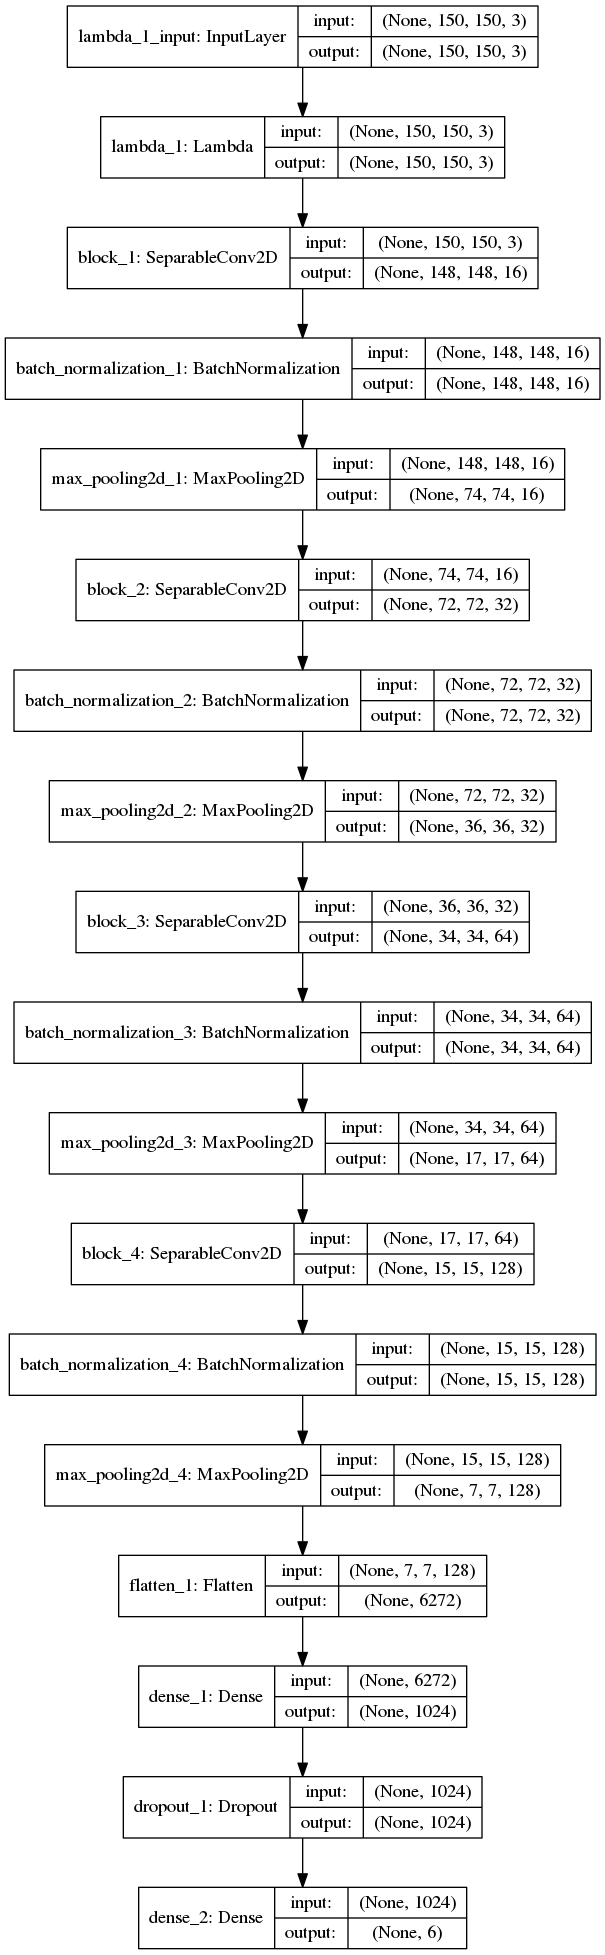 lambda_1_input: InputLayer
input: (None, 150, 150, 3)
output: (None, 150, 150, 3)
lambda_1: Lambda
input: (None, 150, 150, 3)
output: (None, 150, 150, 3)
block_1: SeparableConv2D
input: (None, 150, 150, 3)
output: (None, 148, 148, 16)
batch_normalization_1: BatchNormalization
input: (None, 148, 148, 16)
output: (None, 148, 148, 16)
max_pooling2d_1: MaxPooling2D
input: (None, 148, 148, 16)
output: (None, 74, 74, 16)
block_2: SeparableConv2D
input: (None, 74, 74, 16)
output: (None, 72, 72, 32)
batch_normalization_2: BatchNormalization
input: (None, 72, 72, 32)
output: (None, 72, 72, 32)
max_pooling2d_2: MaxPooling2D
input: (None, 72, 72, 32)
output: (None, 36, 36, 32)
block_3: SeparableConv2D
input: (None, 36, 36, 32)
output: (None, 34, 34, 64)
batch_normalization_3: BatchNormalization
input: (None, 34, 34, 64)
output: (None, 34, 34, 64)
max_pooling2d_3: MaxPooling2D
input: (None, 34, 34, 64)
output: (None, 17, 17, 64)
block_4: SeparableConv2D
input: (None, 17, 17, 64)
output: (None, 15, 15, 128)
batch_normalization_4: BatchNormalization
input: (None, 15, 15, 128)
output: (None, 15, 15, 128)
max_pooling2d_4: MaxPooling2D
input: (None, 15, 15, 128)
output: (None, 7, 7, 128)
flatten_1: Flatten
input: (None, 7, 7, 128)
output: (None, 6272)
dense_1: Dense
input: (None, 6272)
output: (None, 1024)
dropout_1: Dropout
input: (None, 1024)
output: (None, 1024)
dense_2: Dense
input: (None, 1024)
output: (None, 6)